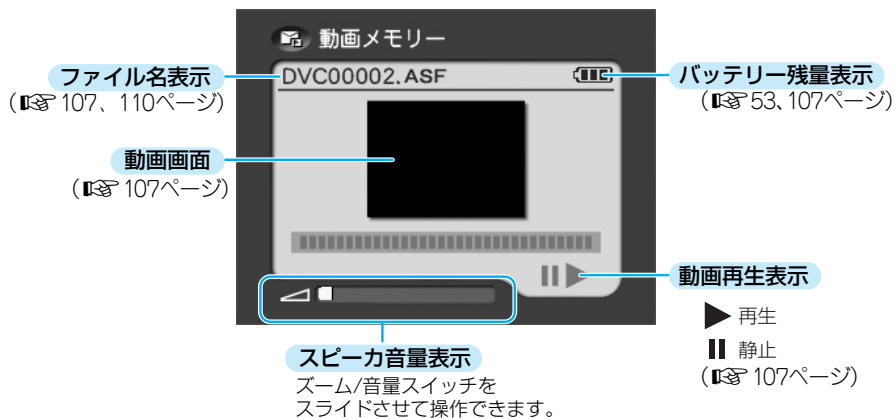 動画メモリー
DVC00002.ASF
ファイル名表示
(☞107、110ページ)
動画画面
(☞107ページ)
バッテリー残量表示
(☞53、107ページ)
動画再生表示
▶ 再生
II 静止
(☞107ページ)
スピーカ音量表示
ズーム/音量スイッチを
スライドさせて操作できます。